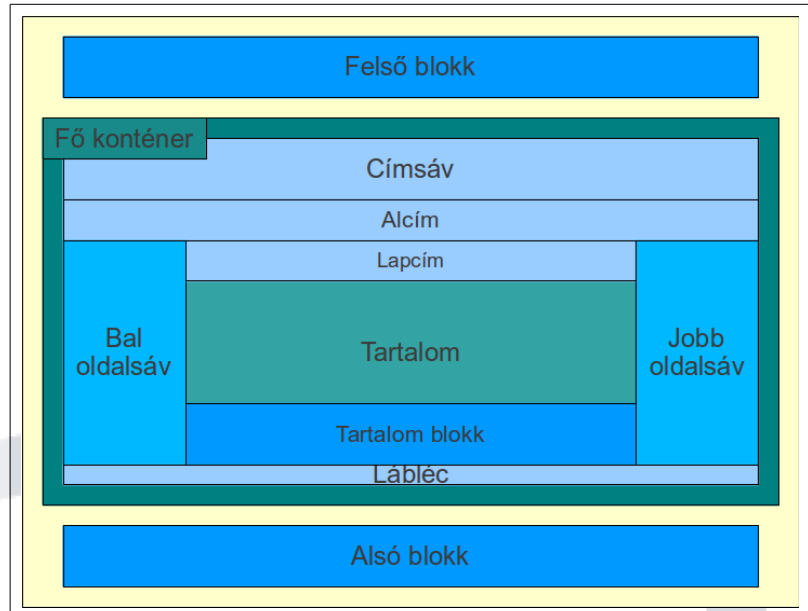 Felső blokk
Fő konténer
Címsáv
Alcím
Lapcím
Bal
oldalsáv
Tartalom
Jobb
oldalsáv
Tartalom blokk
Lábléc
Alsó blokk